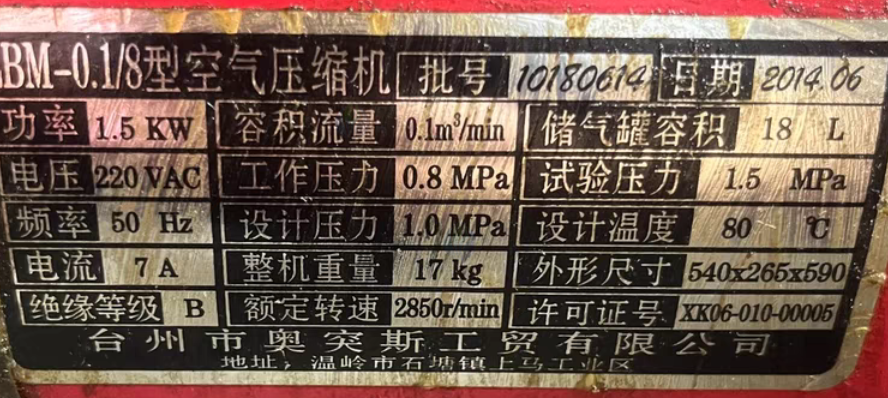 BM-0.1/8型空气压缩机 批号 10180614 日期 2014.06
功率 1.5 KW 容积流量 0.1m³/min 储气罐容积 18 L
电压 220 VAC 工作压力 0.8 MPa 试验压力 1.5 MPa
频率 50 Hz 设计压力 1.0 MPa 设计温度 80 ℃
电流 7 A 整机重量 17 kg 外形尺寸 540x265x590
绝缘等级 B 额定转速 2850r/min 许可证号 XK06-010-00005
台州市奥突斯工贸有限公司
地址：温岭市石塘镇上马工业区